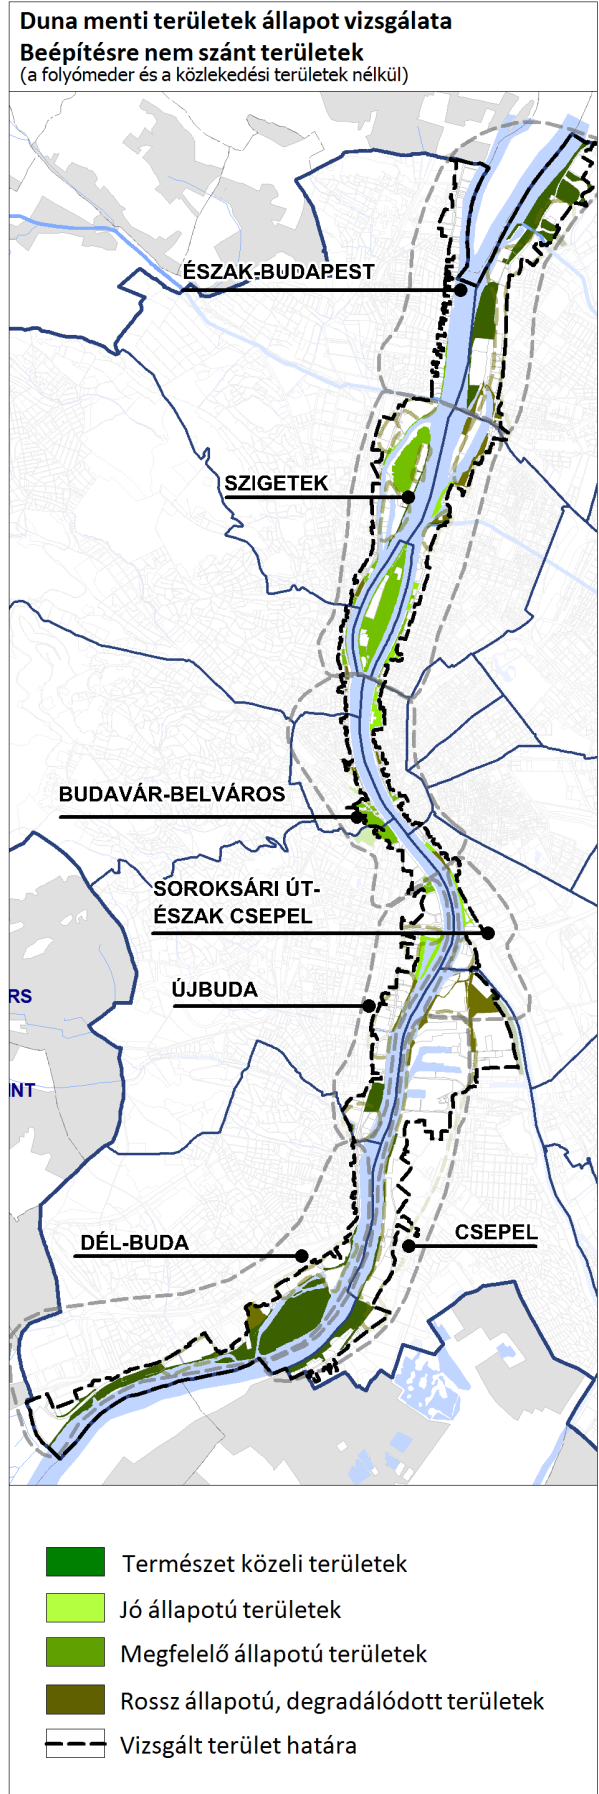 Duna menti területek állapot vizsgálata
Beépítésre nem szánt területek
(a folyómeder és a közlekedési területek nélkül)
ÉSZAK-BUDAPEST
SZIGETEK
BUDAVÁR-BELVÁROS
SOROKSÁRI ÚT-
ÉSZAK CSEPEL
ÚJBUDA
RS
INT
CSEPEL
DÉL-BUDA
Természet közeli területek
Jó állapotú területek
Megfelelő állapotú területek
Rossz állapotú, degradálódott területek
Vizsgált terület határa